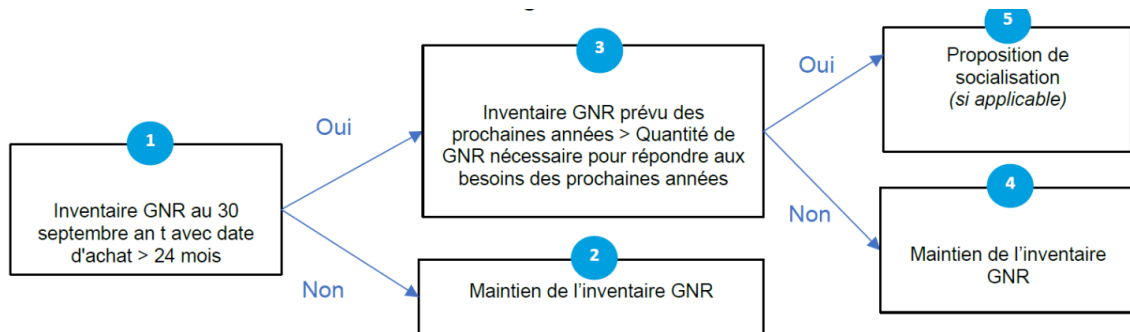 1
Inventaire GNR au 30
septembre an t avec date
d'achat > 24 mois
Oui
Non
3
Inventaire GNR prévu des
prochaines années > Quantité de
GNR nécessaire pour répondre aux
besoins des prochaines années
2
Maintien de l'inventaire GNR
Oui
Non
5
Proposition de
socialisation
(si applicable)
4
Maintien de l'inventaire
GNR